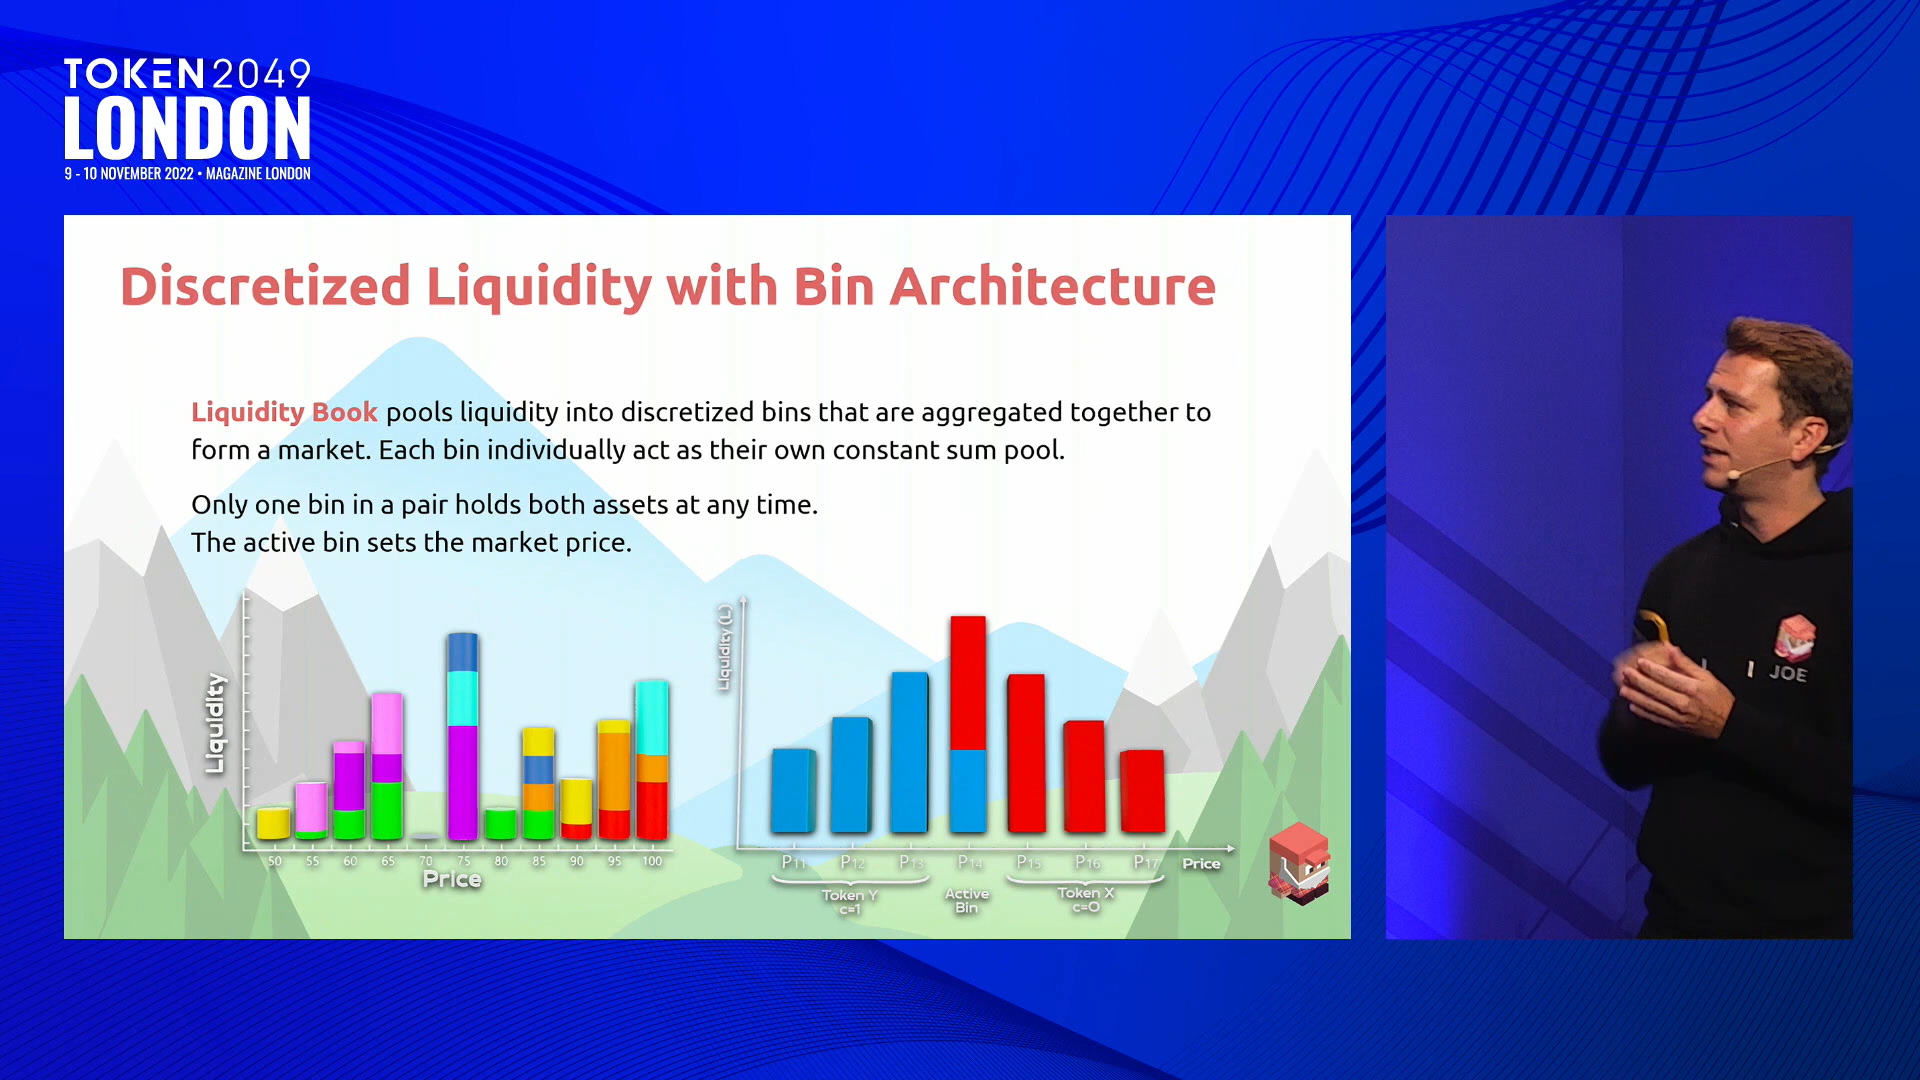 TOKEN2049
LONDON
9 - 10 NOVEMBER 2022 • MAGAZINE LONDON
Discretized Liquidity with Bin Architecture
Liquidity Book pools liquidity into discretized bins that are aggregated together to
form a market. Each bin individually act as their own constant sum pool.
Only one bin in a pair holds both assets at any time.
The active bin sets the market price.
Liquidity
50 55 60 65 70 75 80 85 90 95 100
Price
Liquidity (L)
P11 P12 P13 P14 P15 P16 P17 Price
Token Y
c=1
Active
Bin
Token X
c=0
JOE